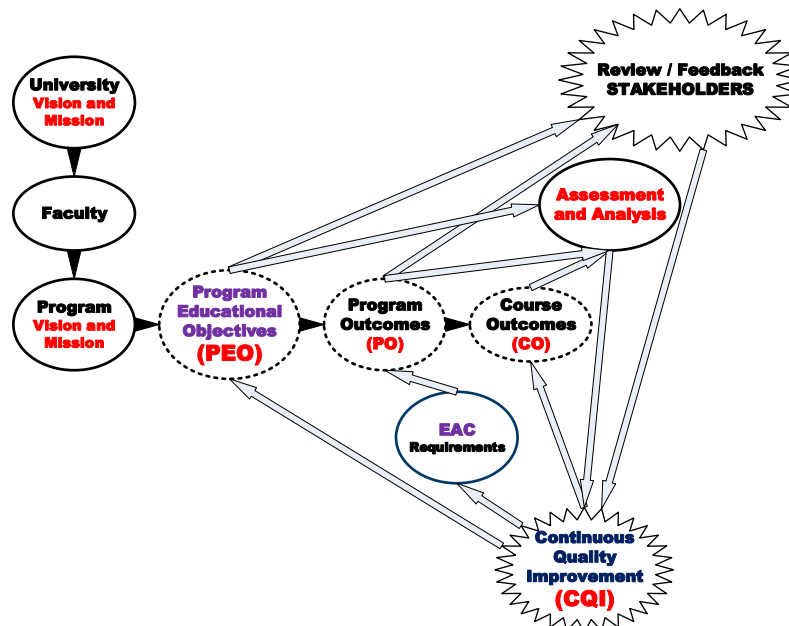 University
Vision and
Mission
Review / Feedback
STAKEHOLDERS
Faculty
Assessment
and Analysis
Program
Vision and
Mission
Program
Educational
Objectives
(PEO)
Program
Outcomes
(PO)
Course
Outcomes
(CO)
EAC
Requirements
Continuous
Quality
Improvement
(CQI)